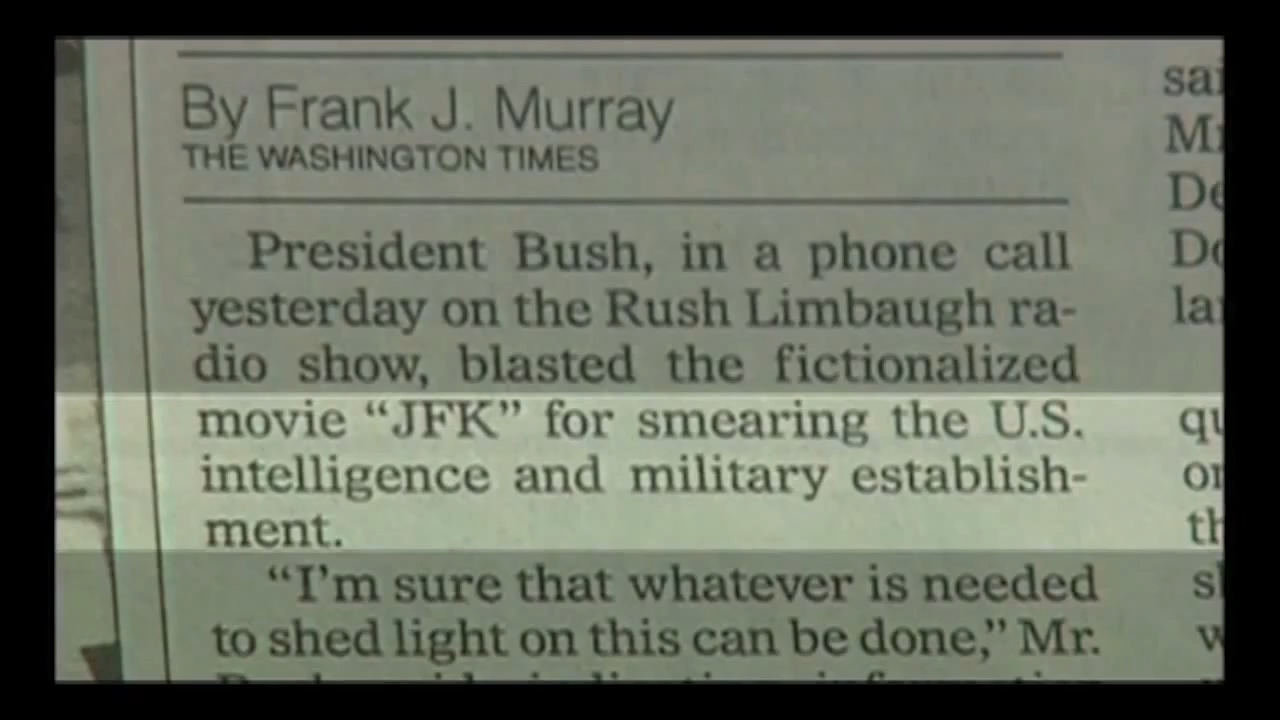 By Frank J. Murray
THE WASHINGTON TIMES
President Bush, in a phone call
yesterday on the Rush Limbaugh ra-
dio show, blasted the fictionalized
movie “JFK” for smearing the U.S.
intelligence and military establish-
ment.
“I’m sure that whatever is needed
to shed light on this can be done,” Mr.